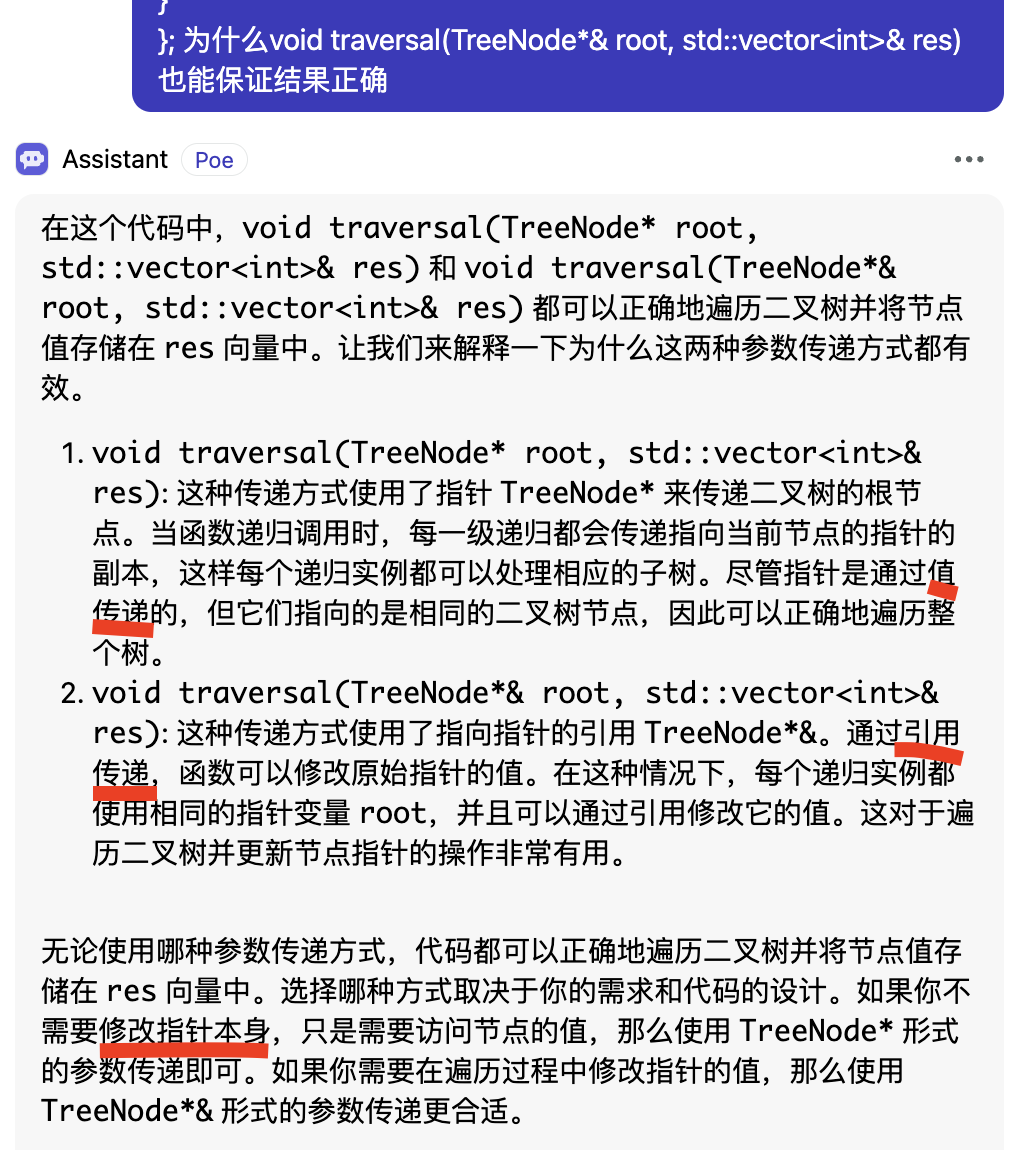 }
}; 为什么void traversal(TreeNode*& root, std::vector<int>& res)
也能保证结果正确
Assistant Poe
在这个代码中，void traversal(TreeNode* root,
std::vector<int>& res) 和 void traversal(TreeNode*&
root, std::vector<int>& res) 都可以正确地遍历二叉树并将节点
值存储在 res 向量中。让我们来解释一下为什么这两种参数传递方式都有
效。
1. void traversal(TreeNode* root, std::vector<int>&
res): 这种传递方式使用了指针 TreeNode* 来传递二叉树的根节
点。当函数递归调用时，每一级递归都会传递指向当前节点的指针的
副本，这样每个递归实例都可以处理相应的子树。尽管指针是通过值
传递的，但它们指向的是相同的二叉树节点，因此可以正确地遍历整
个树。
2. void traversal(TreeNode*& root, std::vector<int>&
res): 这种传递方式使用了指向指针的引用 TreeNode*&。通过引用
传递，函数可以修改原始指针的值。在这种情况下，每个递归实例都
使用相同的指针变量 root，并且可以通过引用修改它的值。这对于遍
历二叉树并更新节点指针的操作非常有用。
无论使用哪种参数传递方式，代码都可以正确地遍历二叉树并将节点值存
储在 res 向量中。选择哪种方式取决于你的需求和代码的设计。如果你不
需要修改指针本身，只是需要访问节点的值，那么使用 TreeNode* 形式
的参数传递即可。如果你需要在遍历过程中修改指针的值，那么使用
TreeNode*& 形式的参数传递更合适。